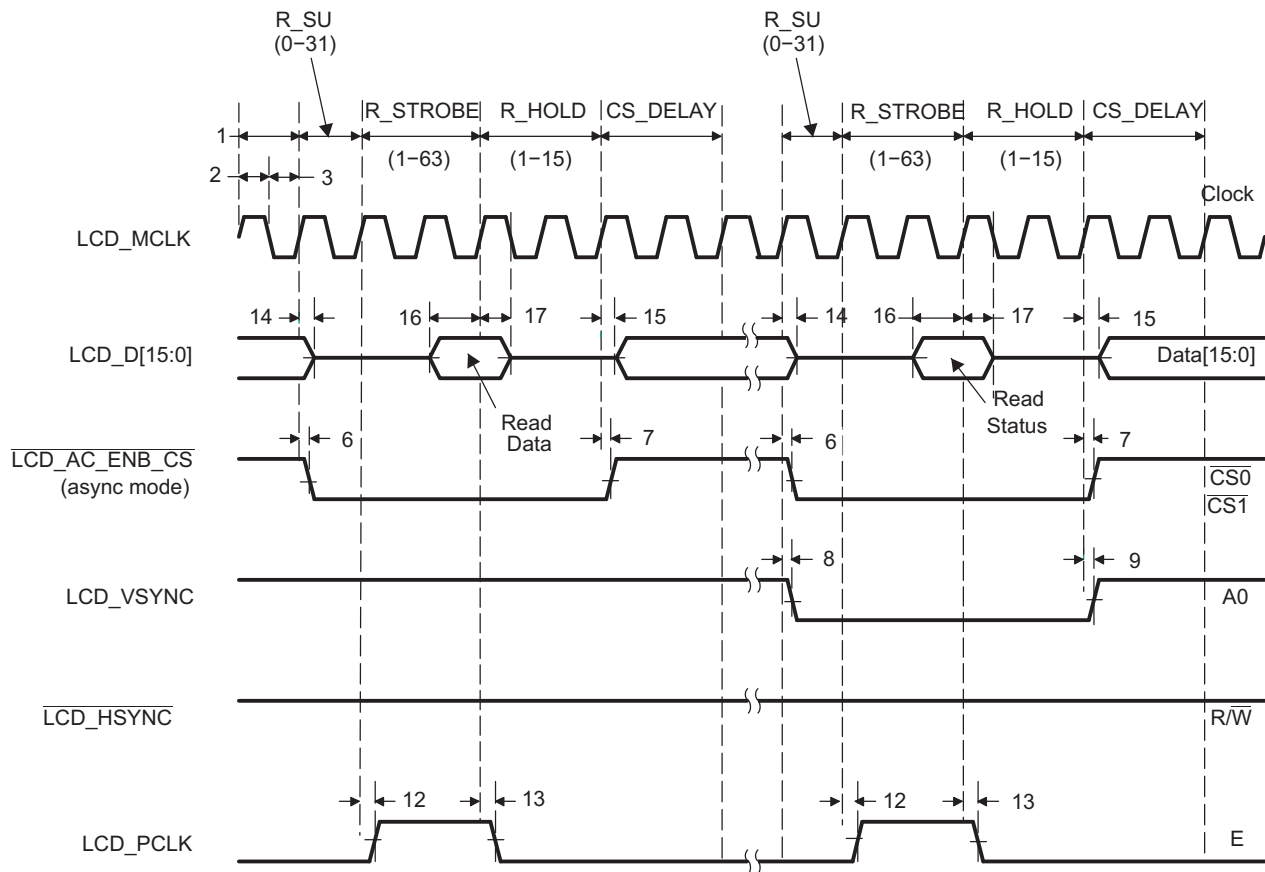 R_SU
(0−31)
R_SU
(0−31)
R_STROBE
R_HOLD
CS_DELAY
R_STROBE
R_HOLD
CS_DELAY
1
(1−63)
(1−15)
(1−63)
(1−15)
2
3
Clock
LCD_MCLK
14
16
17
15
14
16
17
15
LCD_D[15:0]
Data[15:0]
Read
Data
Read
Status
6
7
6
7
LCD_AC_ENB_CS
(async mode)
CS0
CS1
8
9
LCD_VSYNC
A0
LCD_HSYNC
R/W
12
13
12
13
LCD_PCLK
E